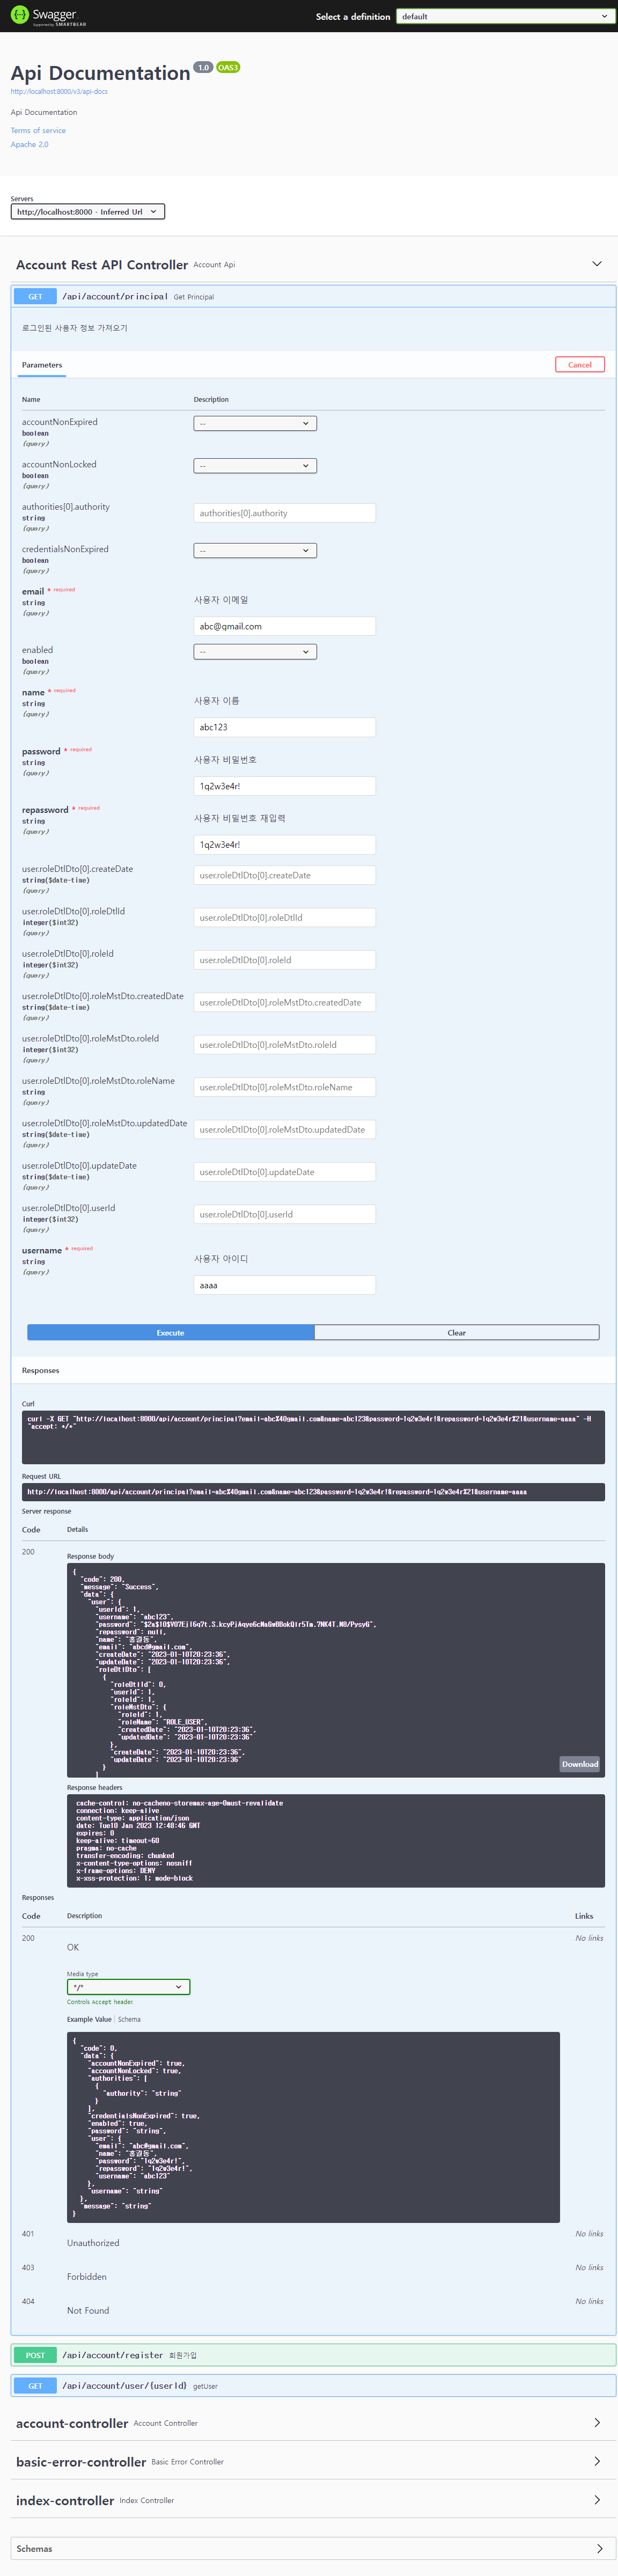 Swagger
Supported by SMARTBEAR
Select a definition
default
Api Documentation 1.0 OAS3
http://localhost:8000/v3/api-docs
Api Documentation
Terms of service
Apache 2.0
Servers
http://localhost:8000 - Inferred Url
Account Rest API Controller Account Api
GET /api/account/principal Get Principal
로그인된 사용자 정보 가져오기
Parameters
Cancel
Name Description
accountNonExpired
boolean
(query)
--
accountNonLocked
boolean
(query)
--
authorities[0].authority
string
(query)
authorities[0].authority
credentialsNonExpired
boolean
(query)
--
email * required
string
(query)
사용자 이메일
abc@gmail.com
enabled
boolean
(query)
--
name * required
string
(query)
사용자 이름
abc123
password * required
string
(query)
사용자 비밀번호
1q2w3e4r!
repassword * required
string
(query)
사용자 비밀번호 재입력
1q2w3e4r!
user.roleDtlDto[0].createDate
string($date-time)
(query)
user.roleDtlDto[0].createDate
user.roleDtlDto[0].roleDtlId
integer($int32)
(query)
user.roleDtlDto[0].roleDtlId
user.roleDtlDto[0].roleId
integer($int32)
(query)
user.roleDtlDto[0].roleId
user.roleDtlDto[0].roleMstDto.createdDate
string($date-time)
(query)
user.roleDtlDto[0].roleMstDto.createdDate
user.roleDtlDto[0].roleMstDto.roleId
integer($int32)
(query)
user.roleDtlDto[0].roleMstDto.roleId
user.roleDtlDto[0].roleMstDto.roleName
string
(query)
user.roleDtlDto[0].roleMstDto.roleName
user.roleDtlDto[0].roleMstDto.updatedDate
string($date-time)
(query)
user.roleDtlDto[0].roleMstDto.updatedDate
user.roleDtlDto[0].updateDate
string($date-time)
(query)
user.roleDtlDto[0].updateDate
user.roleDtlDto[0].userId
integer($int32)
(query)
user.roleDtlDto[0].userId
username * required
string
(query)
사용자 아이디
aaaa
Execute Clear
Responses
Curl
curl -X GET "http://localhost:8000/api/account/principal?email=abc%40gmail.com&name=abc123&password=1q2w3e4r!&repassword=1q2w3e4r%21&username=aaaa" -H
"accept: */*"
Request URL
http://localhost:8000/api/account/principal?email=abc%40gmail.com&name=abc123&password=1q2w3e4r!&repassword=1q2w3e4r%21&username=aaaa
Server response
Code Details
200
Response body
{
"code": 200,
"message": "Success",
"data": {
"user": {
"userId": 1,
"username": "abc123",
"password":
"repassword": null,
"name": "홍길동",
"email": "abcd@gmail.com",
"createDate": "2023-01-10T20:23:36",
"updateDate": "2023-01-10T20:23:36",
"roleDtlDto": [
{
"roleDtlId": 0,
"userId": 1,
"roleId": 1,
"roleMstDto": {
"roleId": 1,
"roleName": "ROLE_USER",
"createdDate": "2023-01-10T20:23:36",
"updatedDate": "2023-01-10T20:23:36"
},
"createDate": "2023-01-10T20:23:36",
"updateDate": "2023-01-10T20:23:36"
}
]
Download
Response headers
cache-control: no-cacheno-storemax-age=0must-revalidate
connection: keep-alive
content-type: application/json
date: Tue10 Jan 2023 12:48:46 GMT
expires: 0
keep-alive: timeout=60
pragma: no-cache
transfer-encoding: chunked
x-content-type-options: nosniff
x-frame-options: DENY
x-xss-protection: 1; mode=block
Responses
Code Description Links
200
OK
No links
Media type
*/*
Controls Accept header.
Example Value Schema
{
"code": 0,
"data": {
"accountNonExpired": true,
"accountNonLocked": true,
"authorities": [
{
"authority": "string"
}
],
"credentialsNonExpired": true,
"enabled": true,
"password": "string",
"user": {
"email": "abc@gmail.com",
"name": "홍길동",
"password": "1q2w3e4r!",
"repassword": "1q2w3e4r!",
"username": "abc123"
},
"username": "string"
},
"message": "string"
}
401
Unauthorized
No links
403
Forbidden
No links
404
Not Found
No links
POST /api/account/register 회원가입
GET /api/account/user/{userId} getUser
account-controller Account Controller
basic-error-controller Basic Error Controller
index-controller Index Controller
Schemas